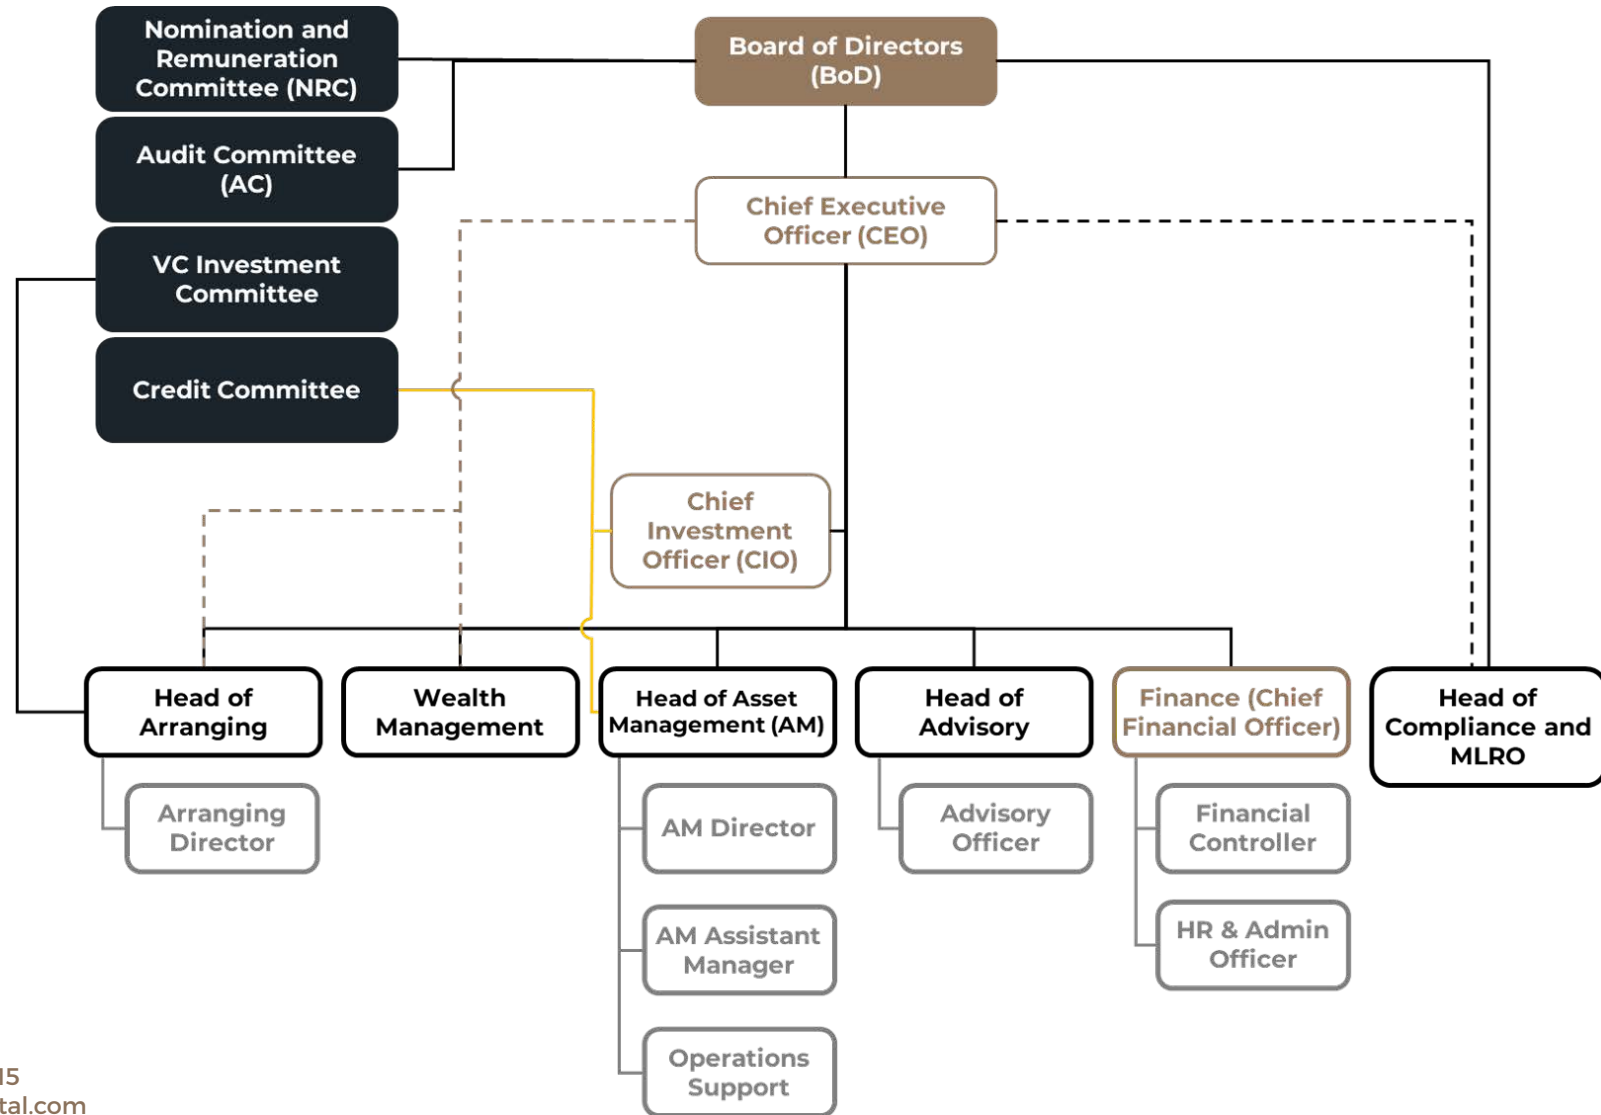 Nomination and
Remuneration
Committee (NRC)
Board of Directors
(BoD)
Audit Committee
(AC)
Chief Executive
Officer (CEO)
VC Investment
Committee
Credit Committee
Chief
Investment
Officer (CIO)
Head of
Arranging
Wealth
Management
Head of Asset
Management (AM)
Head of
Advisory
Finance (Chief
Financial Officer)
Head of
Compliance and
MLRO
Arranging
Director
AM Director
Advisory
Officer
Financial
Controller
AM Assistant
Manager
HR & Admin
Officer
Operations
Support
15
tal.com